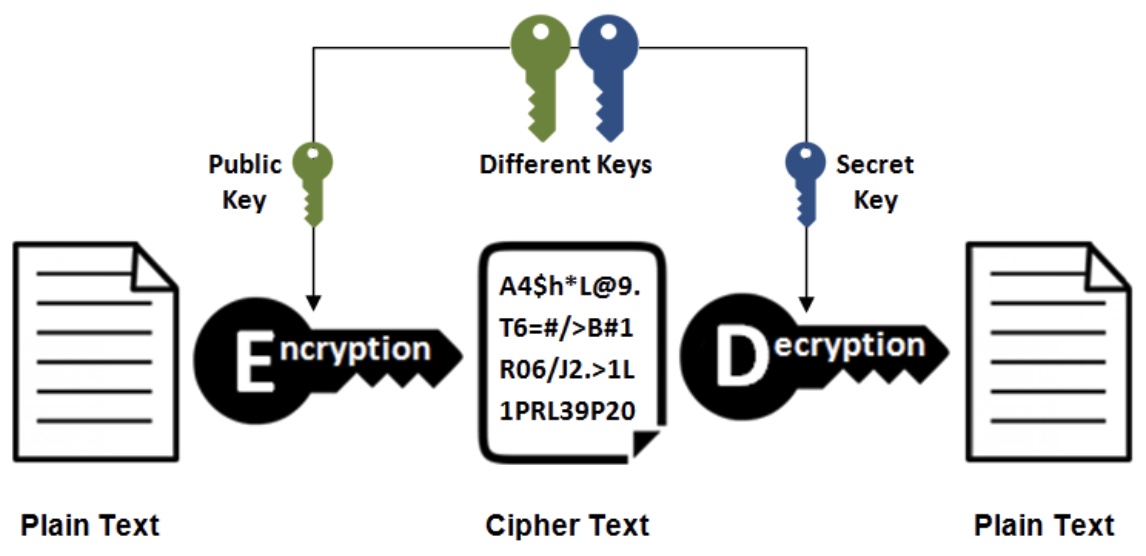 Public
Key
Different Keys
Secret
Key
Encryption
A4$h*L@9.
T6=#/>B#1
R06/J2.>1L
1PRL39P20
Decryption
Plain Text
Cipher Text
Plain Text